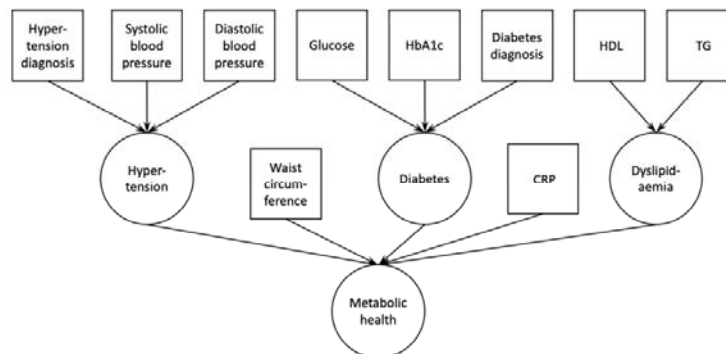 Hyper-
tension
diagnosis
Systolic
blood
pressure
Diastolic
blood
pressure
Glucose
HbA1c
Diabetes
diagnosis
HDL
TG
Hyper-
tension
Waist
circum-
ference
Diabetes
CRP
Dyslipid-
aemia
Metabolic
health